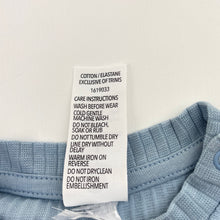 COTTON / ELASTANE
EXCLUSIVE OF TRIMS
1619033
CARE INSTRUCTIONS
WASH BEFORE WEAR
COLD GENTLE
MACHINE WASH
DO NOT BLEACH,
SOAK OR RUB
DO NOT TUMBLE DRY
LINE DRY WITHOUT
DELAY
WARM IRON ON
REVERSE
DO NOT DRYCLEAN
DO NOT IRON
EMBELLISHMENT